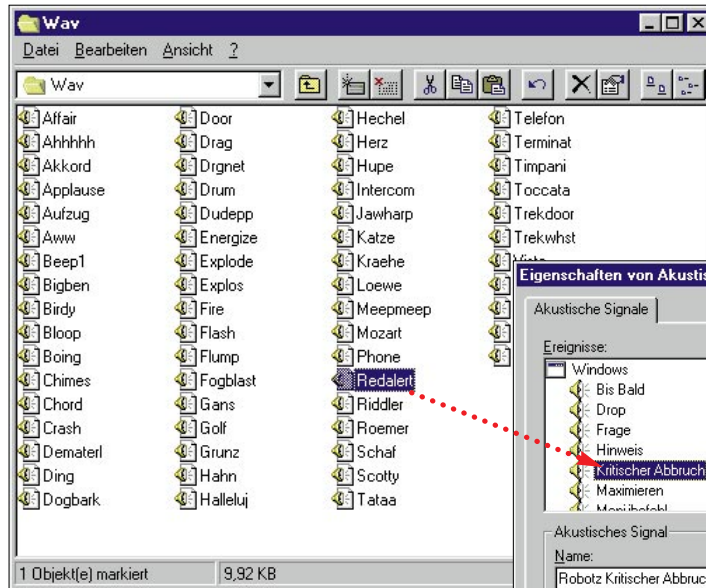 Wav
Datei Bearbeiten Ansicht ?
Wav
Affair
Ahhhhh
Akkord
Applause
Aufzug
Aww
Beep1
Bigben
Birdy
Bloop
Boing
Chimes
Chord
Crash
Dematerl
Ding
Dogbark
Door
Drag
Drgnet
Drum
Dudepp
Energize
Explode
Explos
Fire
Flash
Flump
Fogblast
Gans
Golf
Grunz
Hahn
Halleluj
Hechel
Herz
Hupe
Intercom
Jawharp
Katze
Kraehe
Loewe
Meepmeep
Mozart
Phone
Redalert
Riddler
Roemer
Schaf
Scotty
Tataa
Telefon
Terminat
Timpani
Toccata
Trekdoor
Trekwhst
1 Objekt(e) markiert 9,92 KB
Eigenschaften von Akustis
Akustische Signale
Ereignisse:
Windows
Bis Bald
Drop
Frage
Hinweis
Kritischer Abbruch
Maximieren
Menübefehl
Akustisches Signal
Name:
Robotz Kritischer Abbruc